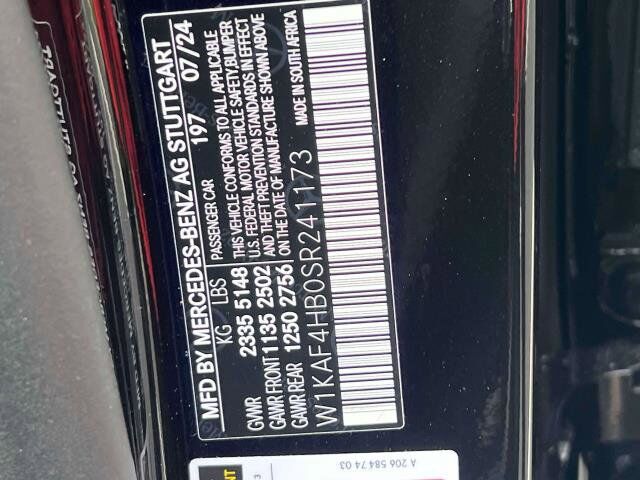 MFD BY MERCEDES-BENZ AG STUTTGART
PASSENGER CAR 197 07/24
KG LBS
GVWR 2335 5148
GAWR FRONT 1135 2502
GAWR REAR 1250 2756
THIS VEHICLE CONFORMS TO ALL APPLICABLE
U.S. FEDERAL MOTOR VEHICLE SAFETY, BUMPER
AND THEFT PREVENTION STANDARDS IN EFFECT
ON THE DATE OF MANUFACTURE SHOWN ABOVE
MADE IN SOUTH AFRICA
W1KAF4HB0SR241173
A 206 584 74 03